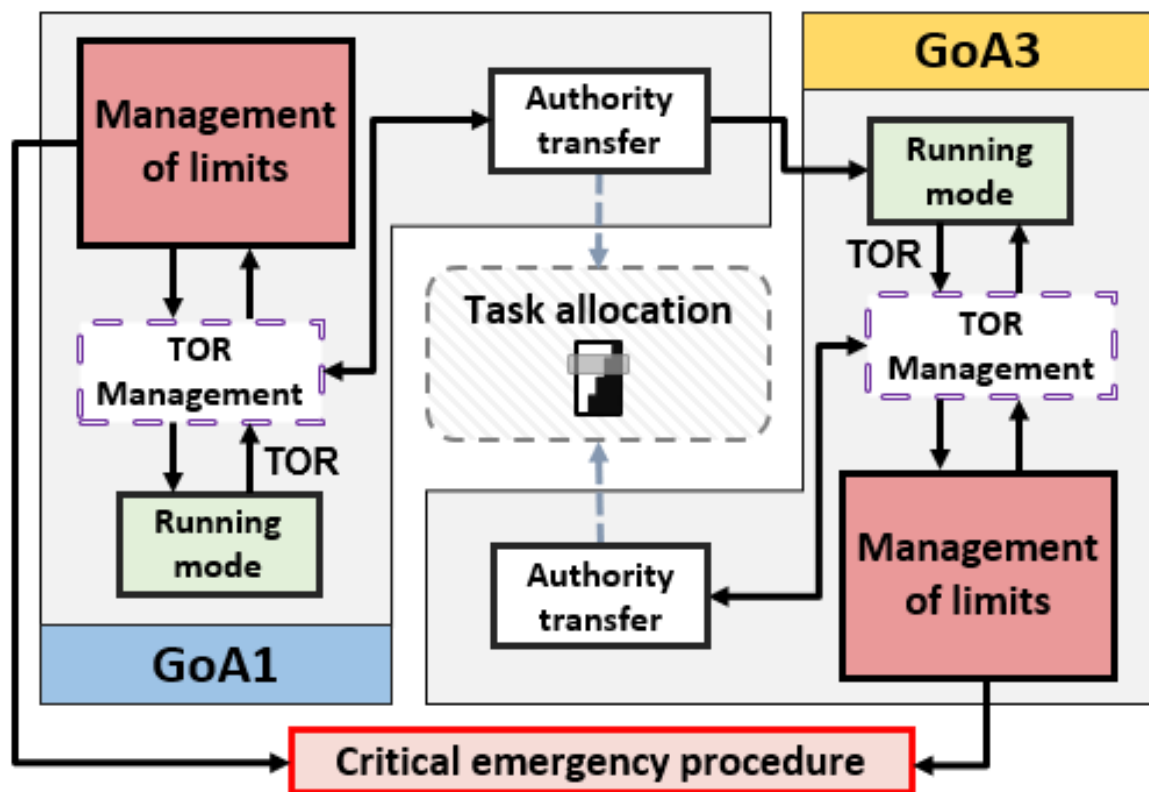 Management
of limits
TOR
Management
TOR
Running
mode
GoA1
Authority
transfer
Task allocation
Authority
transfer
GoA3
Running
mode
TOR
TOR
Management
Management
of limits
Critical emergency procedure